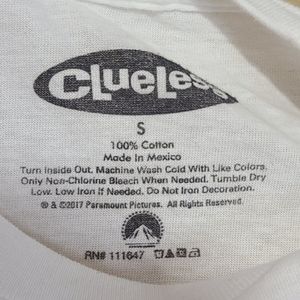 Clueless
S
100% Cotton
Made In Mexico
Turn Inside Out. Machine Wash Cold With Like Colors.
Only Non-Chlorine Bleach When Needed. Tumble Dry
Low. Low Iron If Needed. Do Not Iron Decoration.
® & ©2017 Paramount Pictures. All Rights Reserved.
RN# 111647